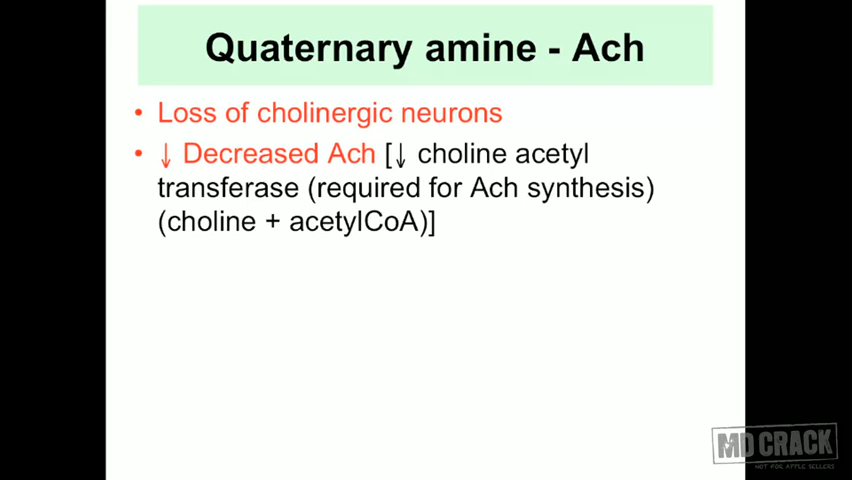 Quaternary amine - Ach
• Loss of cholinergic neurons
• ↓ Decreased Ach [↓ choline acetyl
transferase (required for Ach synthesis)
(choline + acetylCoA)]
MD CRACK
NOT FOR APPLE SELLERS